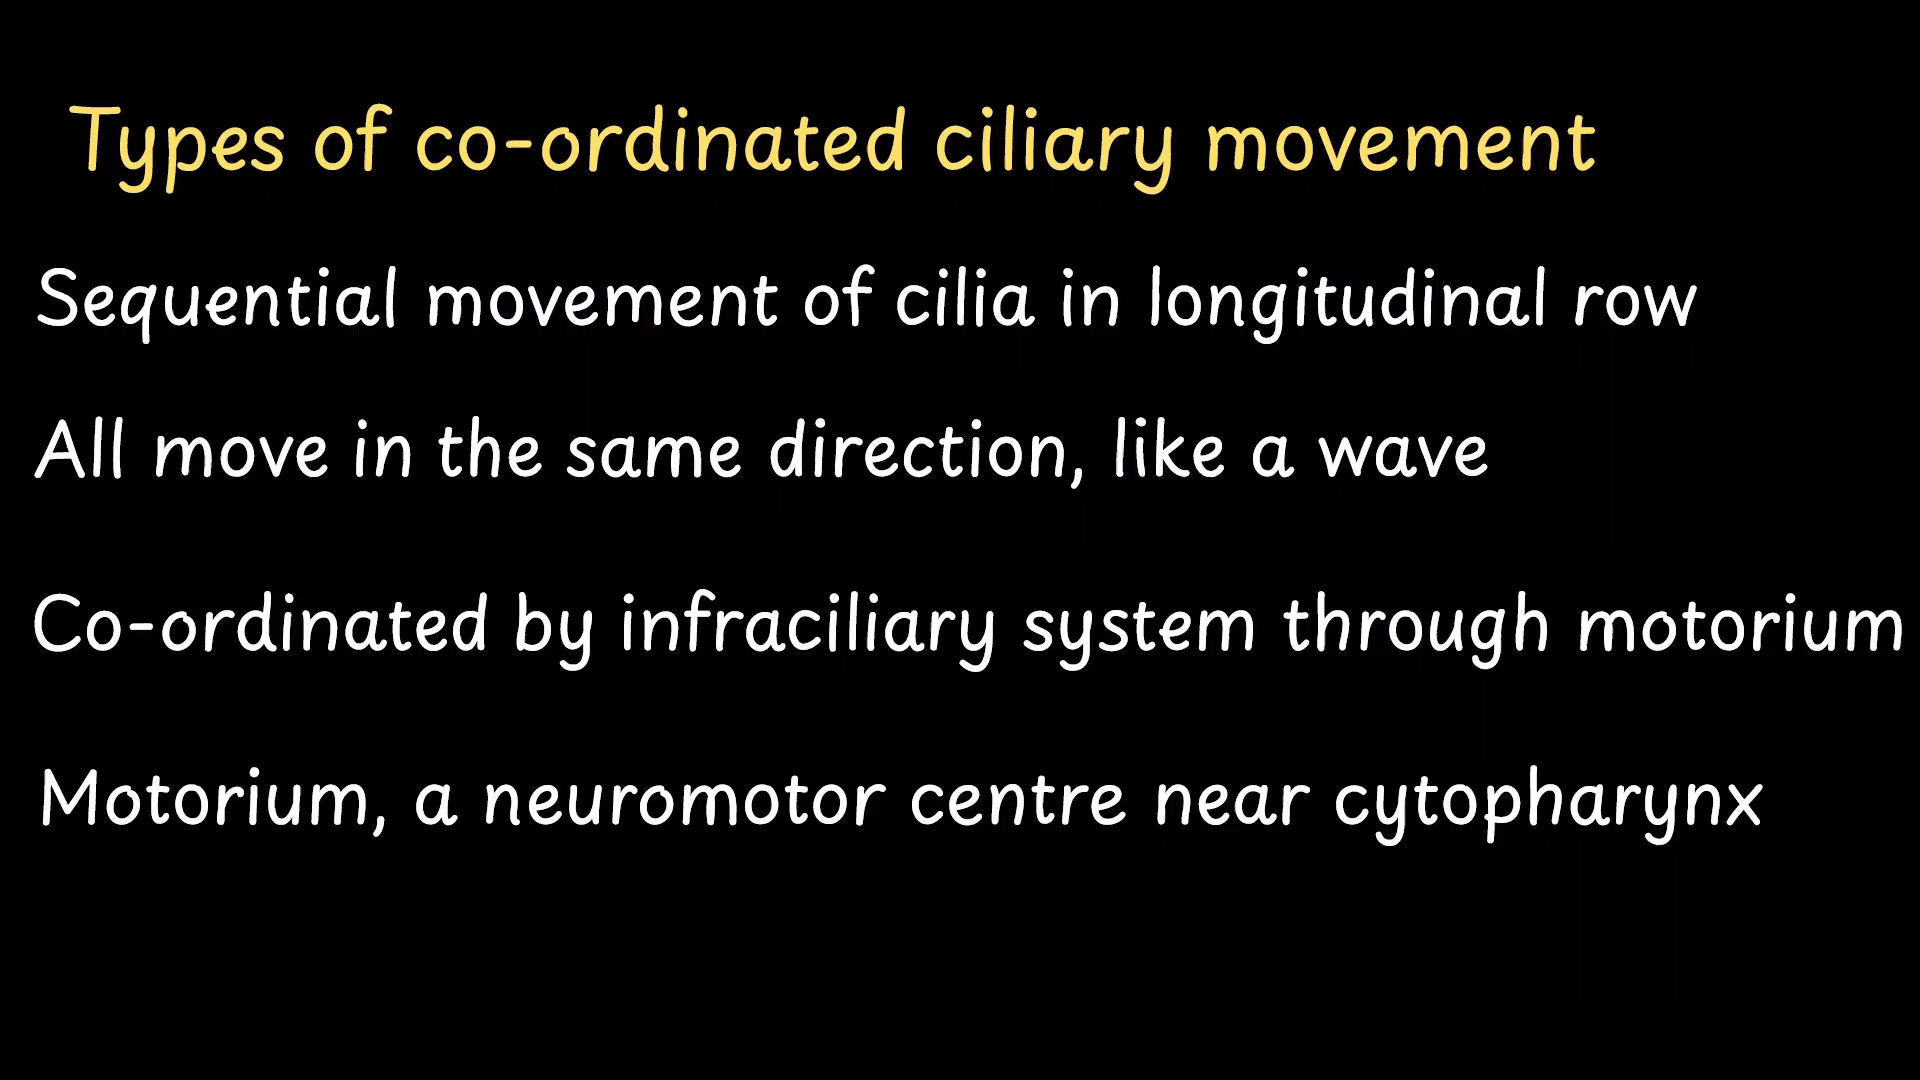 Types of co-ordinated ciliary movement
Sequential movement of cilia in longitudinal row
All move in the same direction, like a wave
Co-ordinated by infraciliary system through motorium
Motorium, a neuromotor centre near cytopharynx